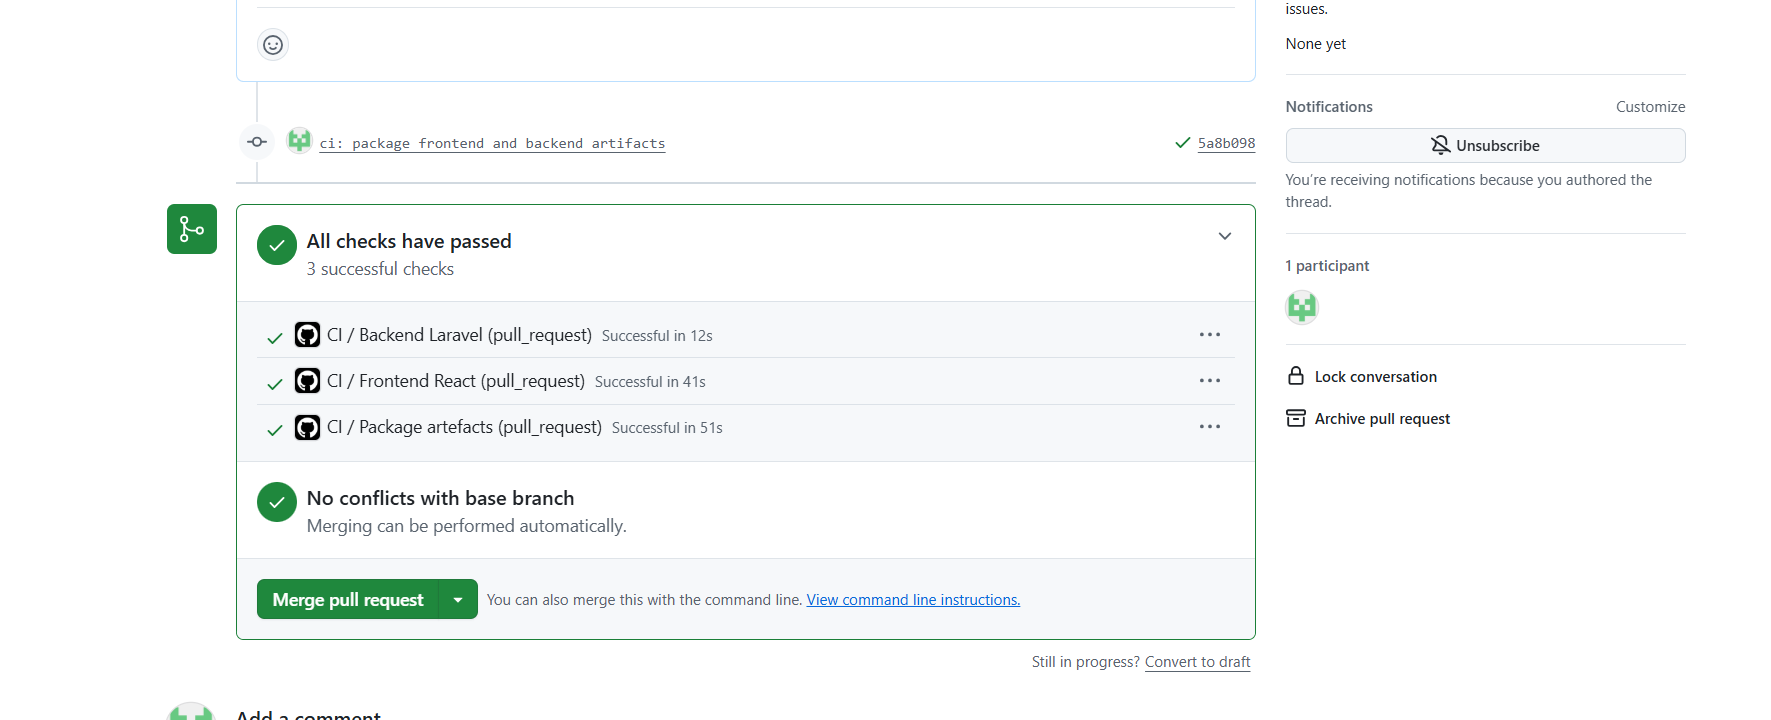 issues.
None yet
Notifications
Customize
Unsubscribe
You're receiving notifications because you authored the
thread.
1 participant
Lock conversation
Archive pull request
ci: package frontend and backend artifacts
5a8b098
All checks have passed
3 successful checks
CI / Backend Laravel (pull_request) Successful in 12s
CI / Frontend React (pull_request) Successful in 41s
CI / Package artefacts (pull_request) Successful in 51s
No conflicts with base branch
Merging can be performed automatically.
Merge pull request
You can also merge this with the command line. View command line instructions.
Still in progress? Convert to draft
Add a comment